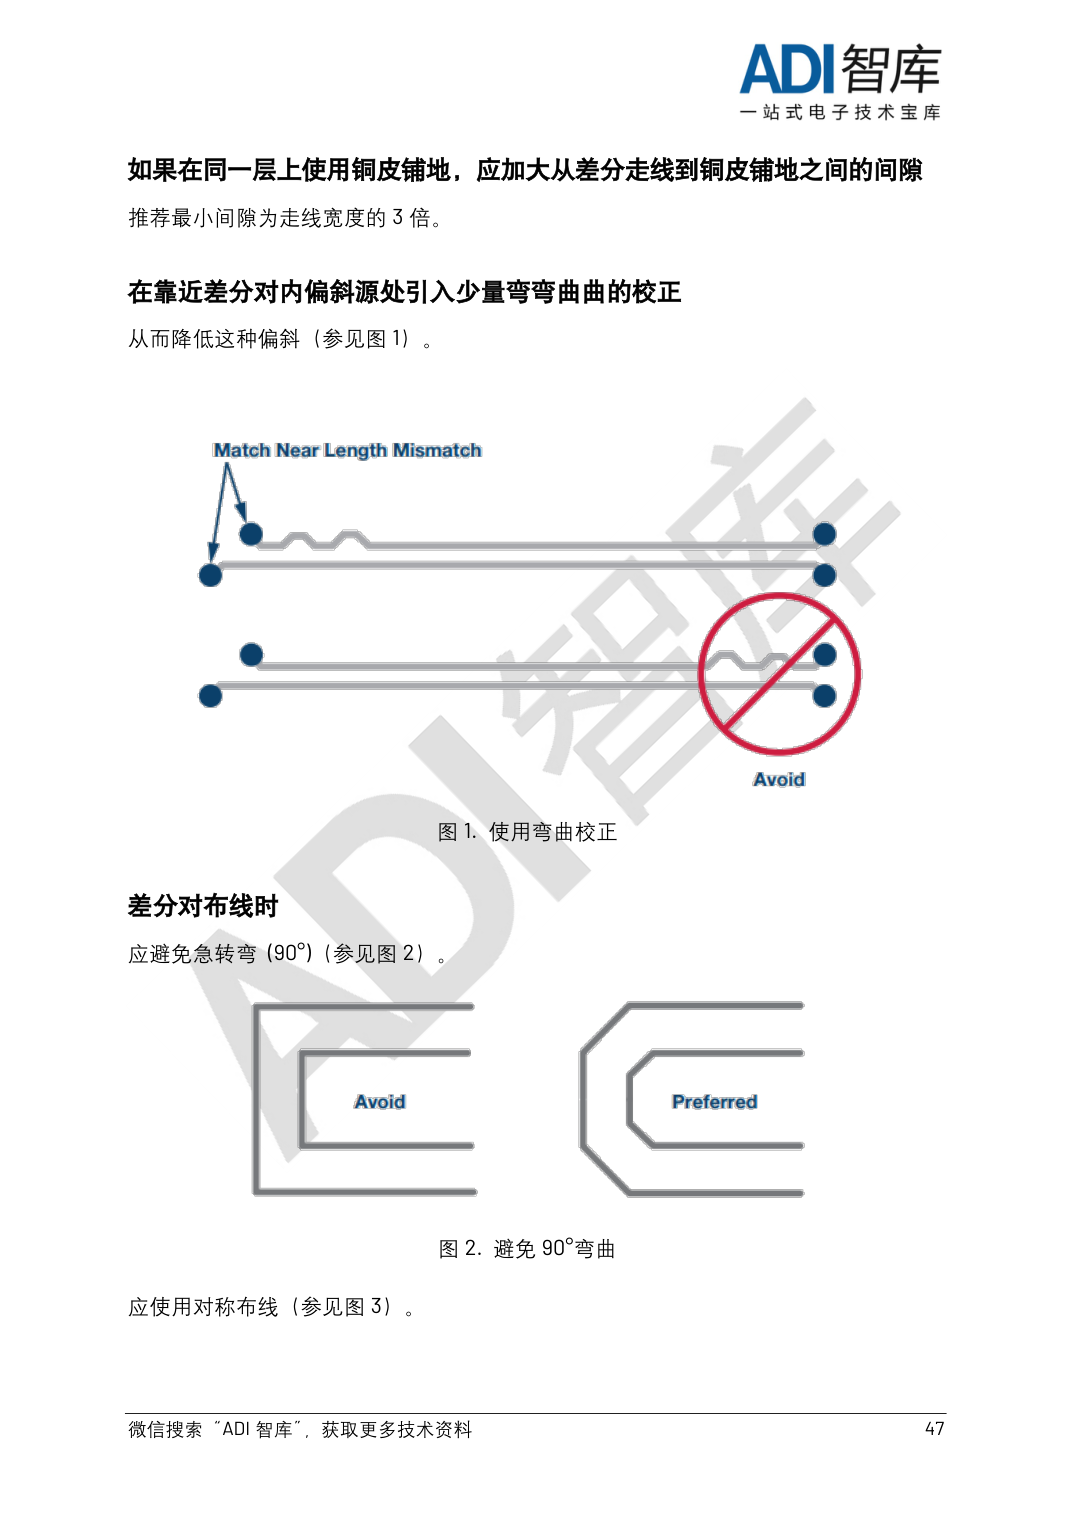 ADI智库
一站式电子技术宝库
如果在同一层上使用铜皮铺地，应加大从差分走线到铜皮铺地之间的间隙
推荐最小间隙为走线宽度的 3 倍。
在靠近差分对内偏斜源处引入少量弯弯曲曲的校正
从而降低这种偏斜（参见图 1）。
Match Near Length Mismatch
Avoid
图 1. 使用弯曲校正
差分对布线时
应避免急转弯 (90°)（参见图 2）。
Avoid
Preferred
图 2. 避免 90°弯曲
应使用对称布线（参见图 3）。
ADI智库
微信搜索“ADI 智库”，获取更多技术资料
47